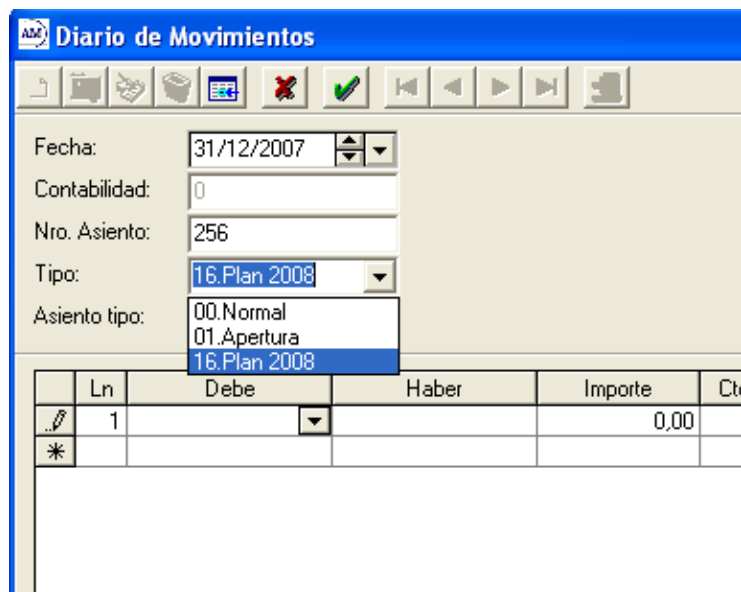 AM Diario de Movimientos
Fecha: 31/12/2007
Contabilidad: 0
Nro. Asiento: 256
Tipo: 16.Plan 2008
00.Normal
Asiento tipo:
01.Apertura
16.Plan 2008
Ln Debe Haber Importe
1 0,00